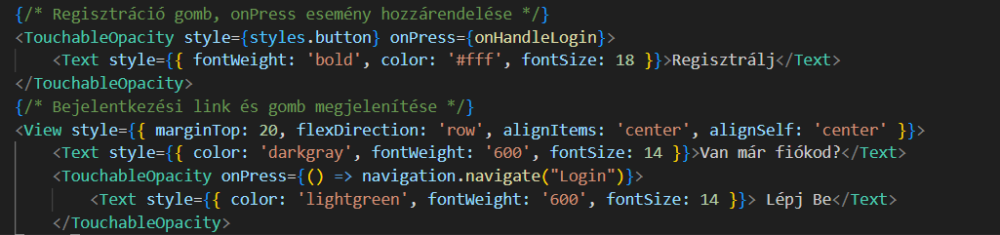 {/* Regisztráció gomb, onPress esemény hozzárendelése */}
<TouchableOpacity style={styles.button} onPress={onHandleLogin}>
<Text style={{ fontWeight: 'bold', color: '#fff', fontSize: 18 }}>Regisztrálj</Text>
</TouchableOpacity>
{/* Bejelentkezési link és gomb megjelenítése */}
<View style={{ marginTop: 20, flexDirection: 'row', alignItems: 'center', alignSelf: 'center' }}>
<Text style={{ color: 'darkgray', fontWeight: '600', fontSize: 14 }}>Van már fiókod?</Text>
<TouchableOpacity onPress={() => navigation.navigate("Login")}>
<Text style={{ color: 'lightgreen', fontWeight: '600', fontSize: 14 }}> Lépj Be</Text>
</TouchableOpacity>